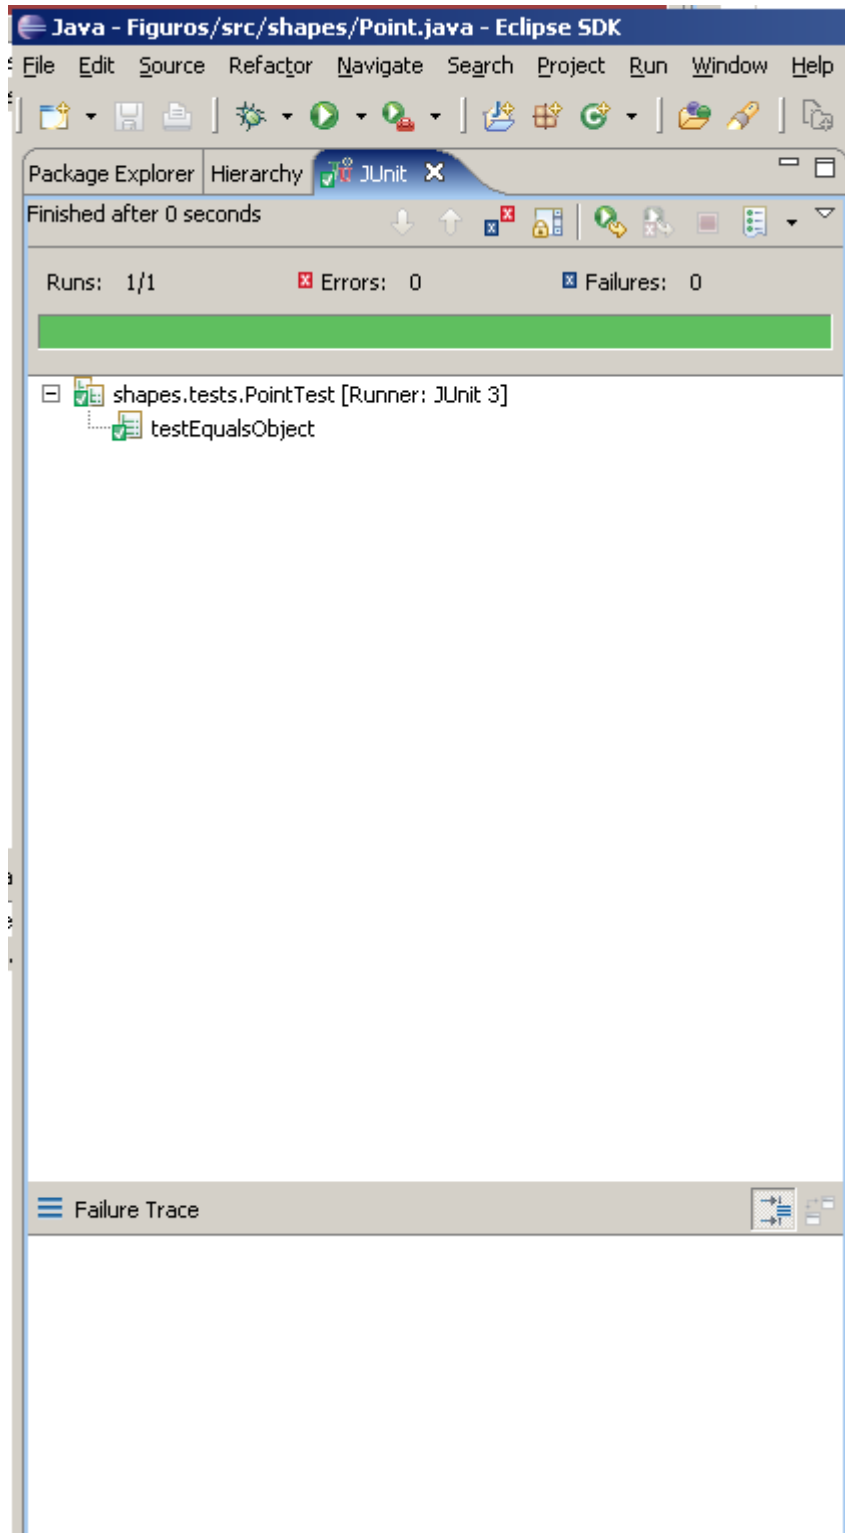 Java - Figuros/src/shapes/Point.java - Eclipse SDK
File Edit Source Refactor Navigate Search Project Run Window Help
Package Explorer Hierarchy JUnit
Finished after 0 seconds
Runs: 1/1 Errors: 0 Failures: 0
shapes.tests.PointTest [Runner: JUnit 3]
testEqualsObject
Failure Trace